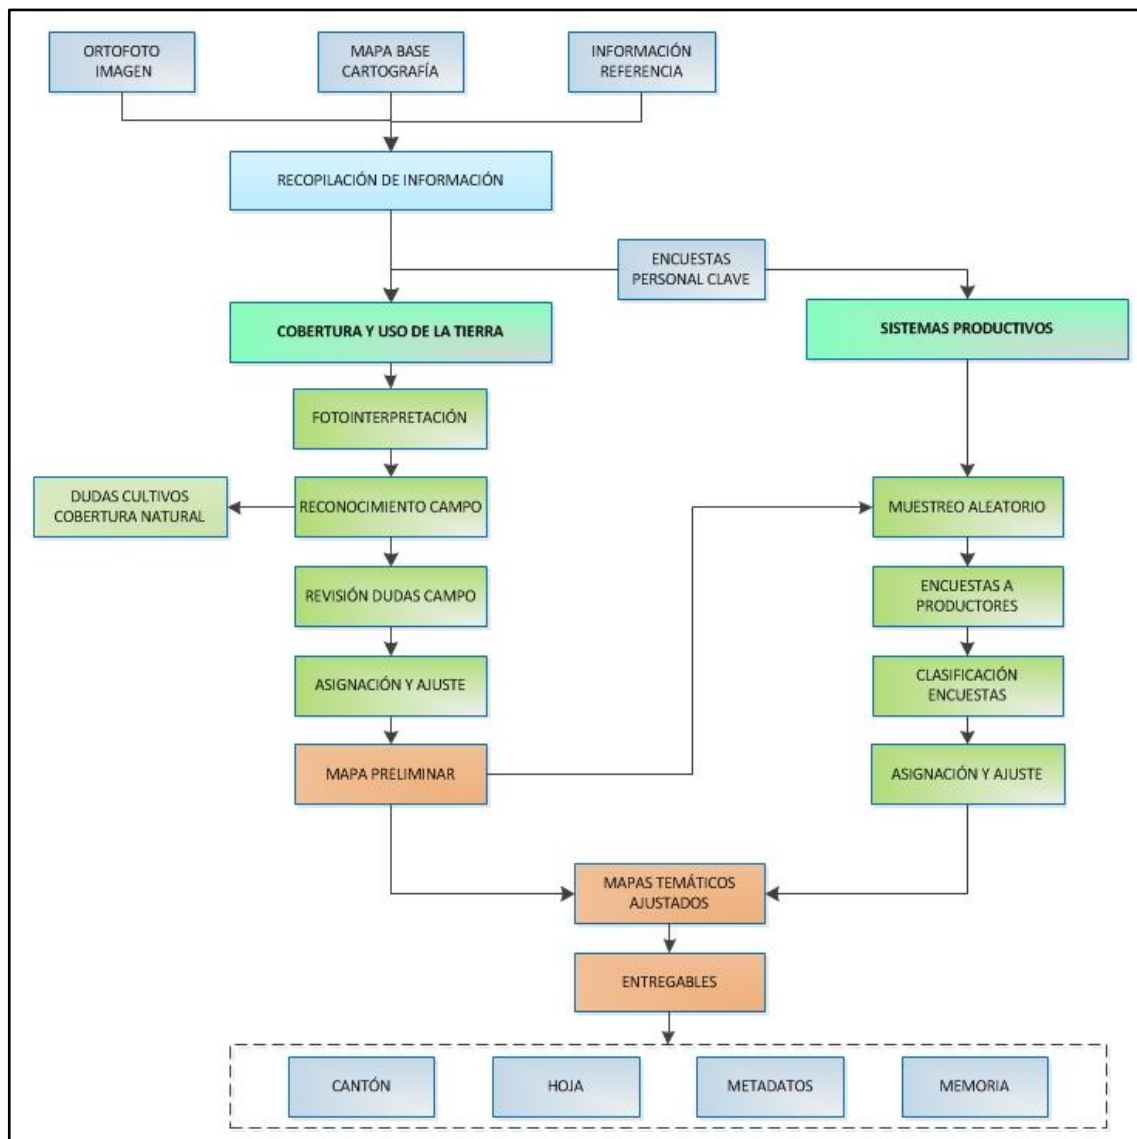 ORTOFOTO
IMAGEN
MAPA BASE
CARTOGRAFÍA
INFORMACIÓN
REFERENCIA
RECOPILACIÓN DE INFORMACIÓN
ENCUESTAS
PERSONAL CLAVE
COBERTURA Y USO DE LA TIERRA
SISTEMAS PRODUCTIVOS
FOTOINTERPRETACIÓN
DUDAS CULTIVOS
COBERTURA NATURAL
RECONOCIMIENTO CAMPO
MUESTREO ALEATORIO
REVISIÓN DUDAS CAMPO
ENCUESTAS A
PRODUCTORES
ASIGNACIÓN Y AJUSTE
CLASIFICACIÓN
ENCUESTAS
MAPA PRELIMINAR
ASIGNACIÓN Y AJUSTE
MAPAS TEMÁTICOS
AJUSTADOS
ENTREGABLES
CANTÓN
HOJA
METADATOS
MEMORIA